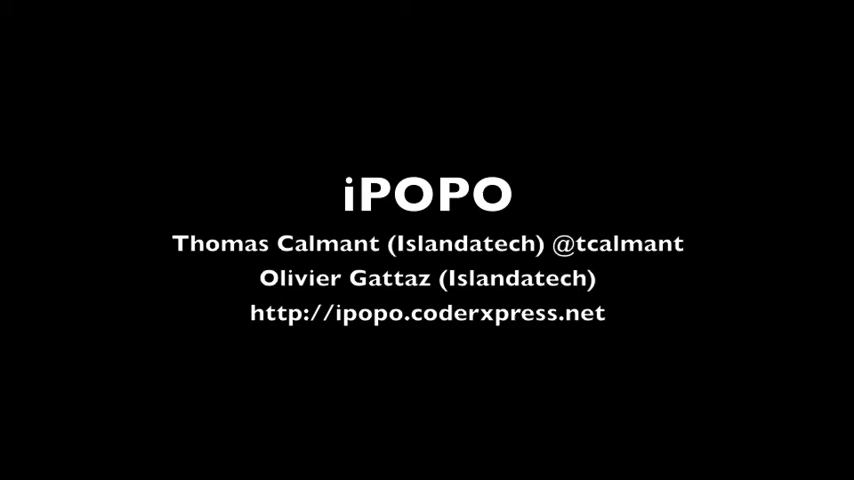 iPOPO
Thomas Calmant (Islandatech) @tcalmant
Olivier Gattaz (Islandatech)
http://ipopo.coderxpress.net